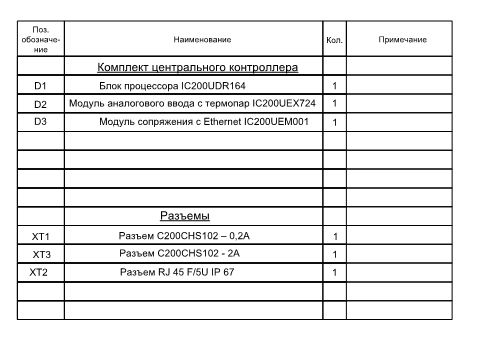 Поз. обозначе-ние Наименование Кол. Примечание
Комплект центрального контроллера
D1 Блок процессора IC200UDR164 1
D2 Модуль аналогового ввода с термопар IC200UEX724 1
D3 Модуль сопряжения с Ethernet IC200UEM001 1
Разъемы
XT1 Разъем C200CHS102 – 0,2A 1
XT3 Разъем C200CHS102 - 2A 1
XT2 Разъем RJ 45 F/5U IP 67 1